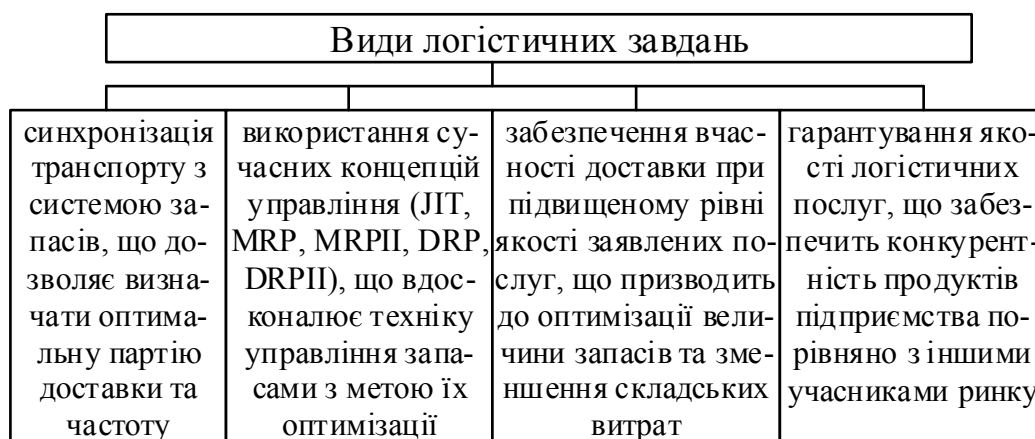 Види логістичних завдань
синхронізація
транспорту з
системою за-
пасів, що до-
зволяє визна-
чати оптима-
льну партію
доставки та
частоту
використання су-
часних концепцій
управління (JIT,
MRP, MRPII, DRP,
DRPII), що вдос-
коналює техніку
управління запа-
сами з метою їх
оптимізації
забезпечення вчас-
ності доставки при
підвищеному рівні
якості заявлених по-
слуг, що призводить
до оптимізації вели-
чини запасів та зме-
ншення складських
витрат
гарантування яко-
сті логістичних
послуг, що забез-
печить конкурент-
ність продуктів
підприємства по-
рівняно з іншими
учасниками ринку